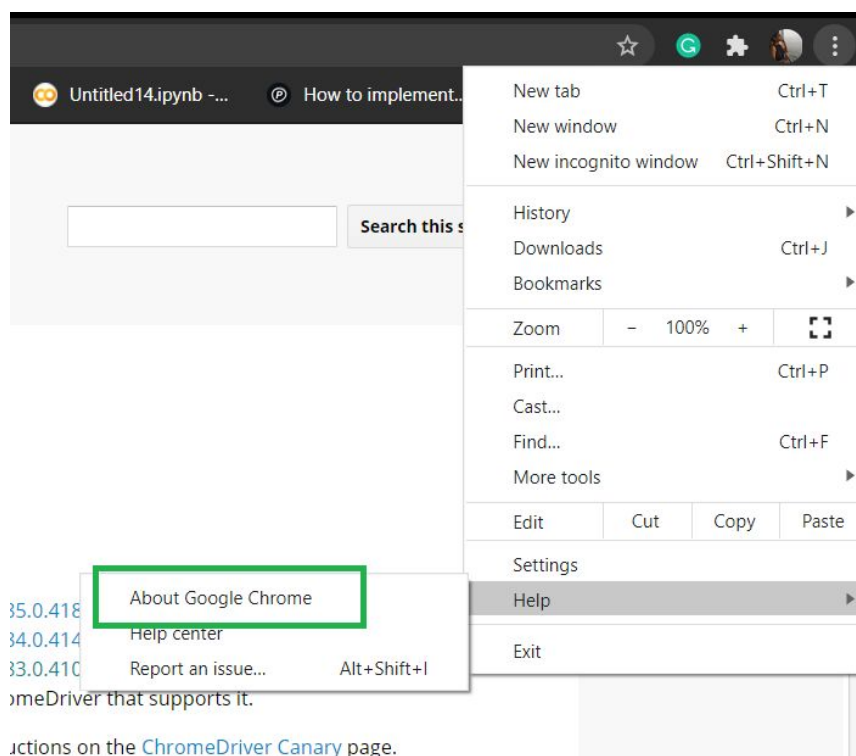 Untitled14.ipynb -... How to implement..
New tab Ctrl+T
New window Ctrl+N
New incognito window Ctrl+Shift+N
Search this
History
Downloads Ctrl+J
Bookmarks
Zoom - 100% +
Print... Ctrl+P
Cast...
Find... Ctrl+F
More tools
Edit Cut Copy Paste
Settings
Help
About Google Chrome
Help center
Report an issue... Alt+Shift+I
Exit
35.0.418
34.0.414
33.0.410
omeDriver that supports it.
uctions on the ChromeDriver Canary page.